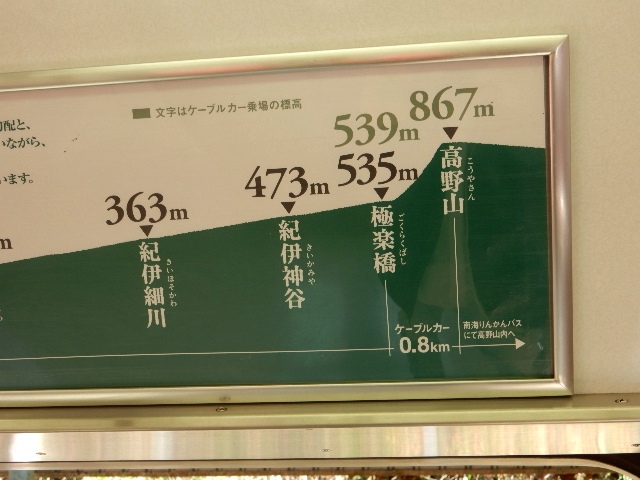 文字はケーブルカー乗場の標高
配と、
いながら、
います。
m
363m
紀伊細川
きいほそかわ
473m
紀伊神谷
きいかみや
539m
535m
極楽橋
ごくらくばし
867m
高野山
こうやさん
ケーブルカー
0.8km
南海りんかんバス
にて高野山内へ